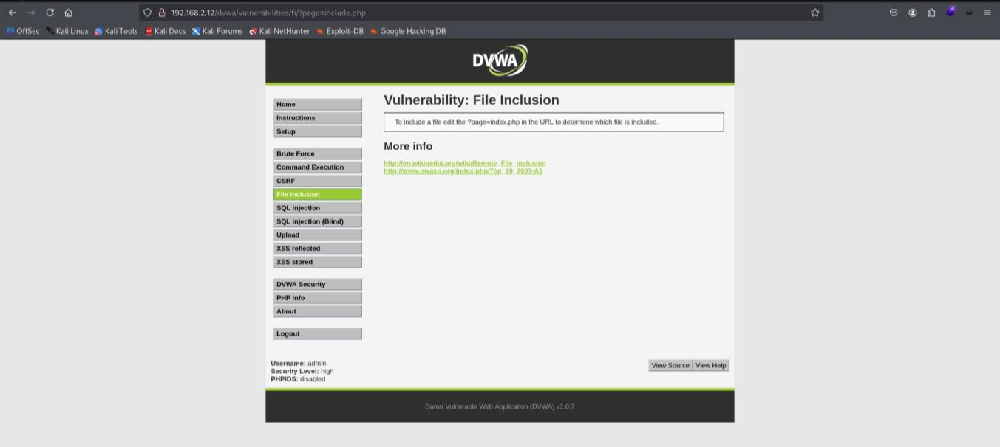 192.168.2.12/dvwa/vulnerabilities/fi/?page=include.php
OffSec Kali Linux Kali Tools Kali Docs Kali Forums Kali NetHunter Exploit-DB Google Hacking DB
DVWA
Home
Instructions
Setup
Brute Force
Command Execution
CSRF
File Inclusion
SQL Injection
SQL Injection (Blind)
Upload
XSS reflected
XSS stored
DVWA Security
PHP Info
About
Logout
Vulnerability: File Inclusion
To include a file edit the ?page=index.php in the URL to determine which file is included.
More info
http://en.wikipedia.org/wiki/Remote_File_Inclusion
http://www.owasp.org/index.php/Top_10_2007-A3
Username: admin
Security Level: high
PHPIDS: disabled
View Source View Help
Damn Vulnerable Web Application (DVWA) v1.0.7